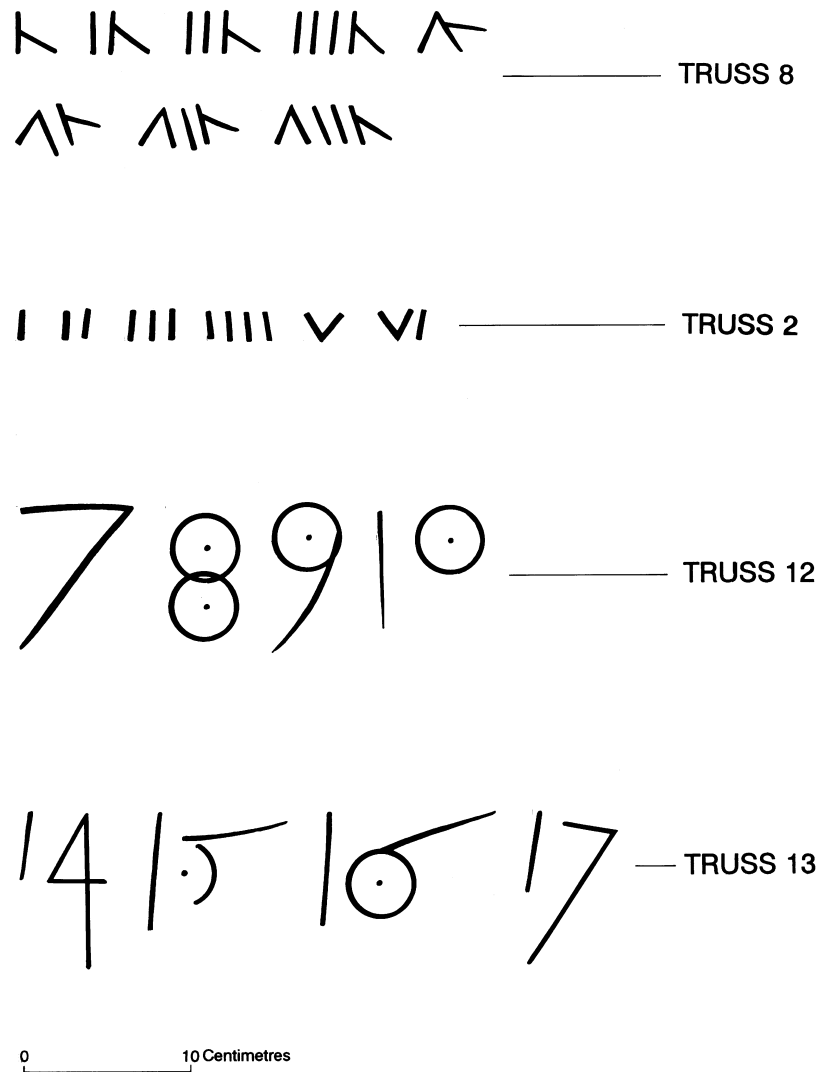 TRUSS 8
I II III IIII V VI TRUSS 2
7 8 9 10 TRUSS 12
14 15 16 17 TRUSS 13
0 10 Centimetres